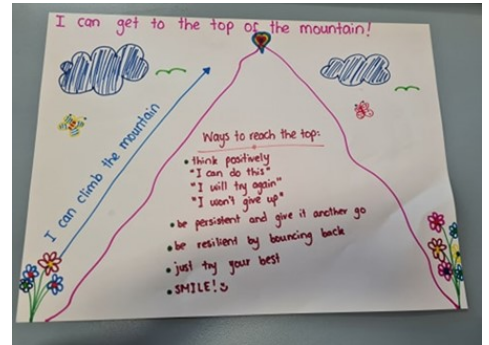 I can get to the top of the mountain!
I can climb the mountain
Ways to reach the top:
• think positively
"I can do this"
"I will try again"
"I won't give up"
• be persistent and give it another go
• be resilient by bouncing back
• just try your best
• SMILE!